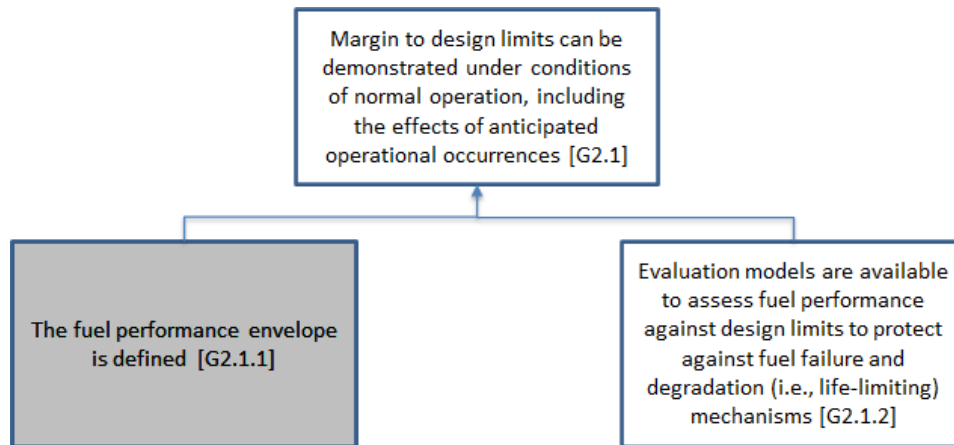 Margin to design limits can be
demonstrated under conditions
of normal operation, including
the effects of anticipated
operational occurrences [G2.1]
The fuel performance envelope
is defined [G2.1.1]
Evaluation models are available
to assess fuel performance
against design limits to protect
against fuel failure and
degradation (i.e., life-limiting)
mechanisms [G2.1.2]